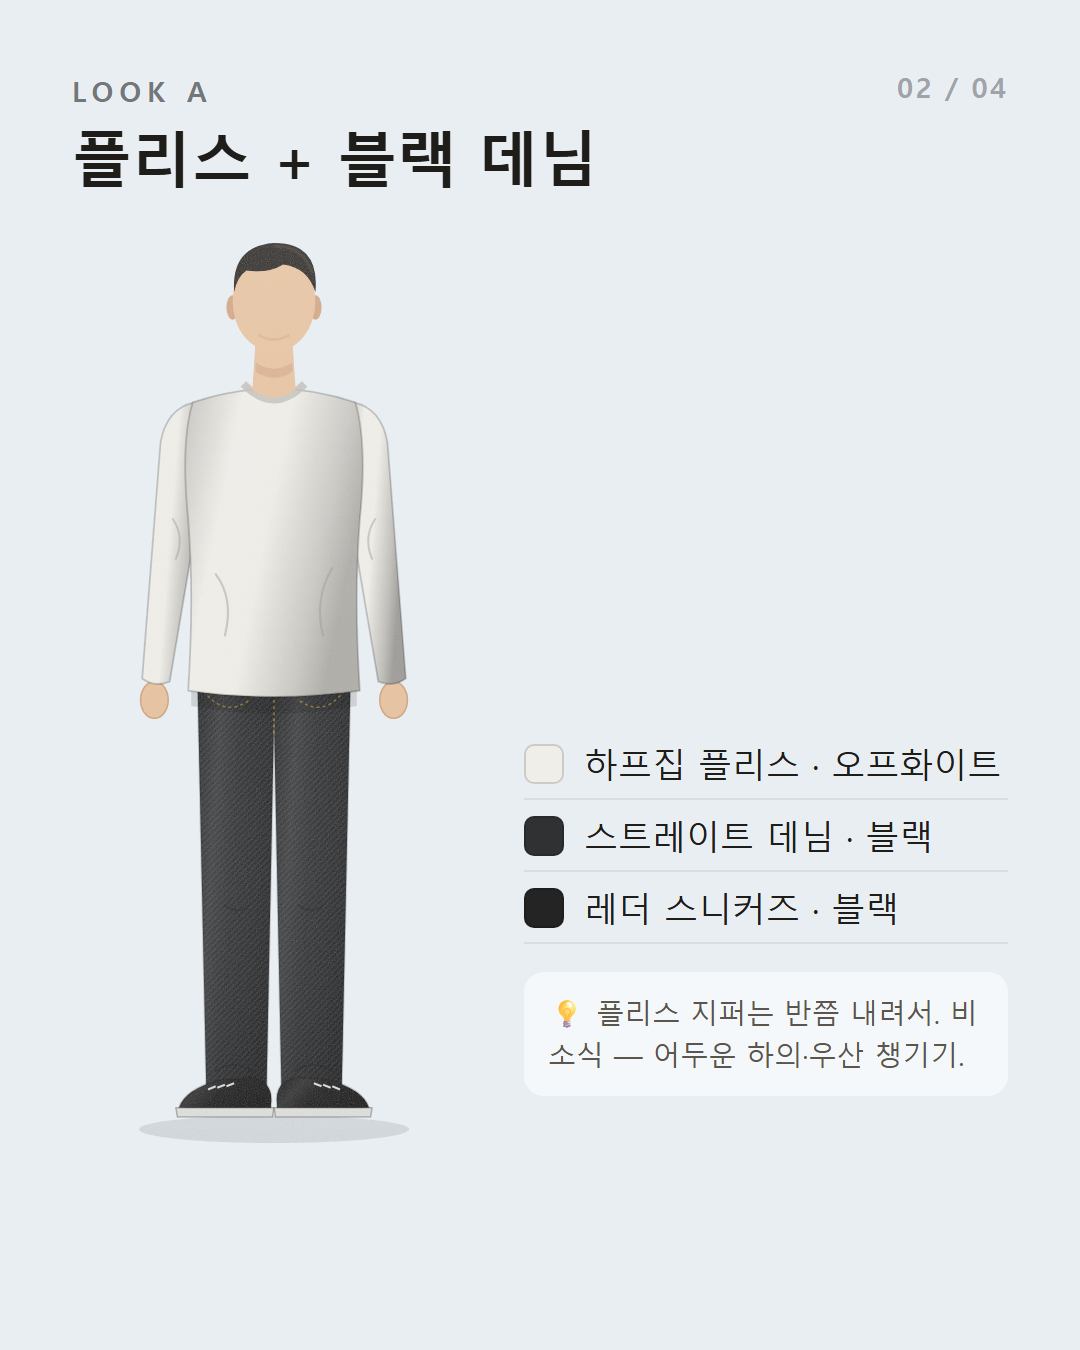 LOOK A
02 / 04
플리스 + 블랙 데님
하프집 플리스 · 오프화이트
스트레이트 데님 · 블랙
레더 스니커즈 · 블랙
💡 플리스 지퍼는 반쯤 내려서. 비
소식 — 어두운 하의·우산 챙기기.